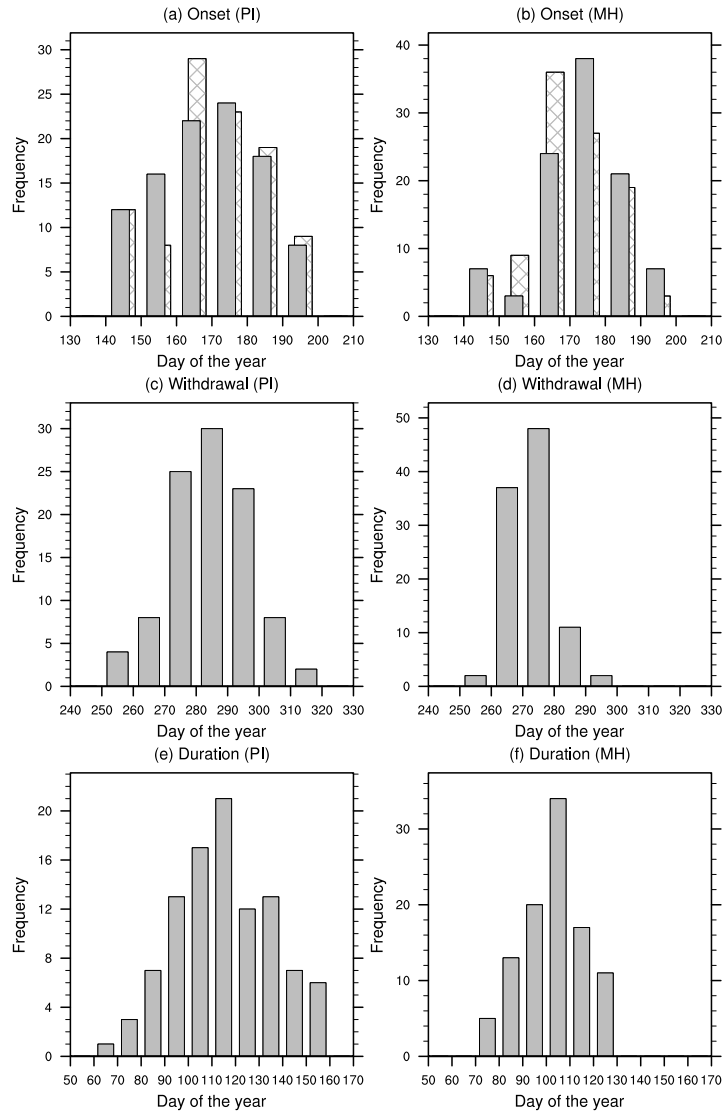 (a) Onset (PI)
30
25
20
15
10
5
0
Frequency
130 140 150 160 170 180 190 200 210
Day of the year
(b) Onset (MH)
40
30
20
10
0
Frequency
130 140 150 160 170 180 190 200 210
Day of the year
(c) Withdrawal (PI)
30
25
20
15
10
5
0
Frequency
240 250 260 270 280 290 300 310 320 330
Day of the year
(d) Withdrawal (MH)
50
40
30
20
10
0
Frequency
240 250 260 270 280 290 300 310 320 330
Day of the year
(e) Duration (PI)
20
16
12
8
4
0
Frequency
50 60 70 80 90 100 110 120 130 140 150 160 170
Day of the year
(f) Duration (MH)
30
20
10
0
Frequency
50 60 70 80 90 100 110 120 130 140 150 160 170
Day of the year